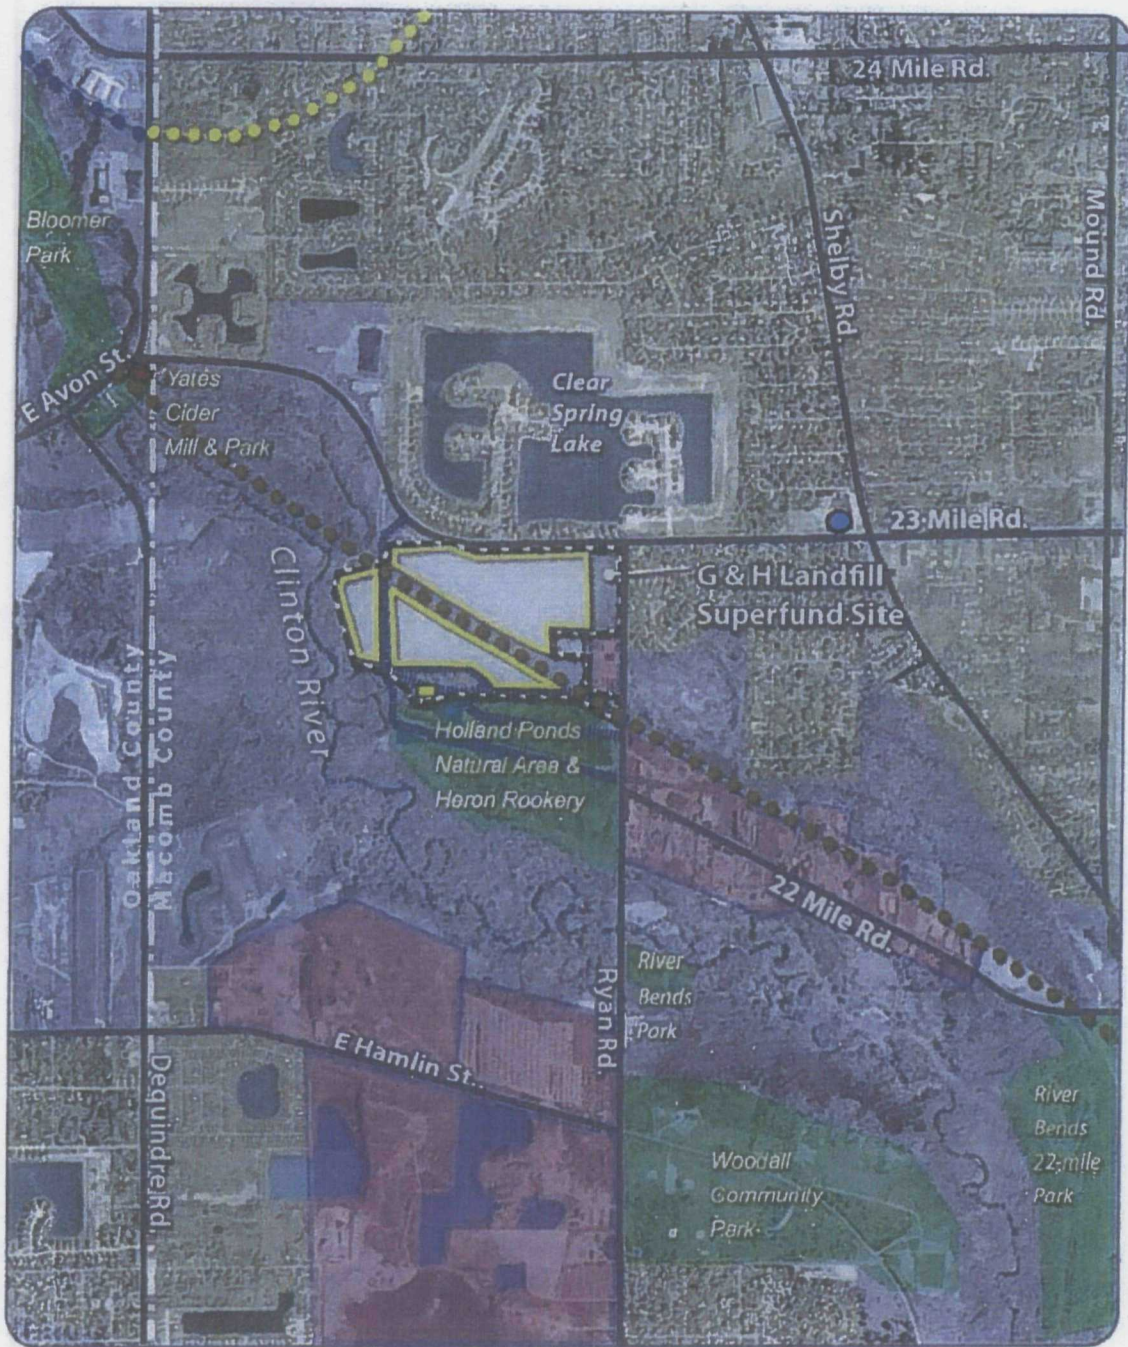 24 Mile Rd.
Bloomer
Park
Shelby Rd
Mound Rd.
E Avon St.
Yates
Cider
Mill & Park
Clear
Spring
Lake
23 Mile Rd.
G & H Landfill
Superfund Site
Clinton River
Oakland County
Macomb County
Holland Ponds
Natural Area &
Heron Rookery
22 Mile Rd.
River
Bends
Park
Ryan Rd.
E Hamlin St..
Dequindre Rd.
River
Bends
22-mile
Park
Woodall
Community
Park